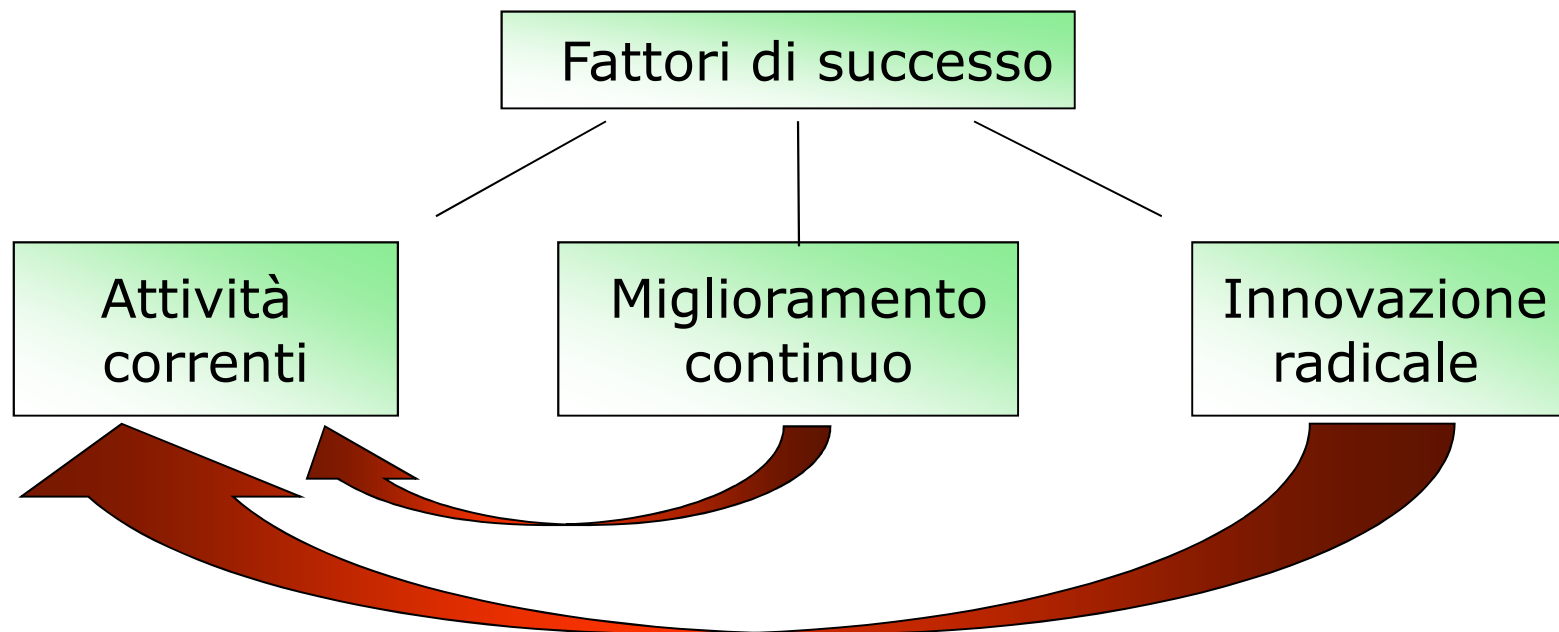 Fattori di successo
Attività
correnti
Miglioramento
continuo
Innovazione
radicale